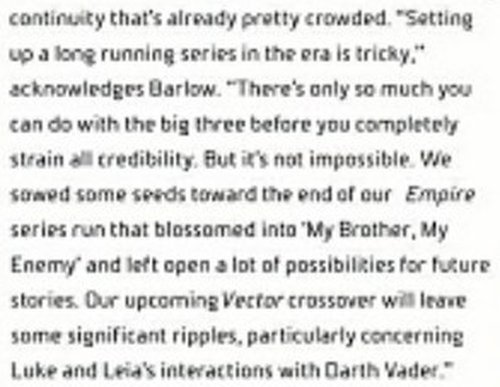 continuity that's already pretty crowded. "Setting
up a long running series in the era is tricky,"
acknowledges Barlow. "There's only so much you
can do with the big three before you completely
strain all credibility. But it's not impossible. We
sowed some seeds toward the end of our Empire
series run that blossomed into 'My Brother, My
Enemy' and left open a lot of possibilities for future
stories. Our upcoming Vector crossover will leave
some significant ripples, particularly concerning
Luke and Leia's interactions with Darth Vader."